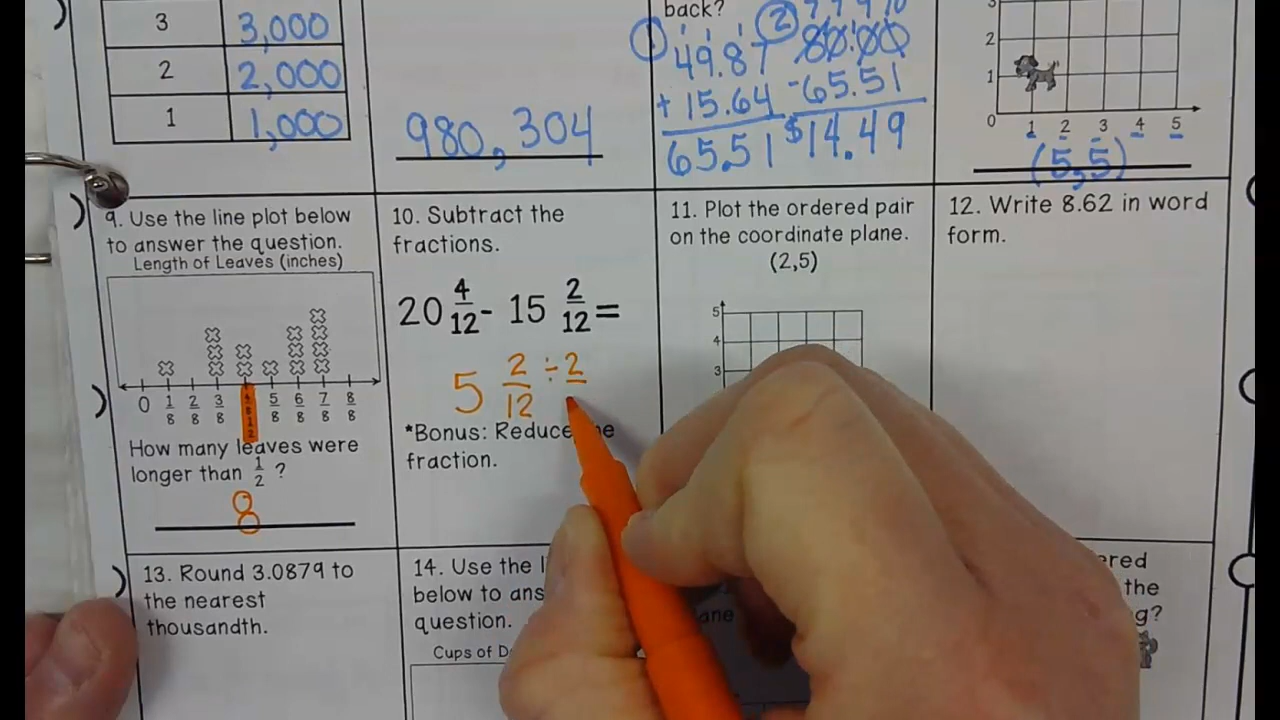 3 3,000
2 2,000
1 1,000
980,304
back?
1
49.87
+ 15.64
65.51
2
80.00
-65.51
$14.49
3
2
1
0 1 2 3 4 5
(5,5)
9. Use the line plot below
to answer the question.
Length of Leaves (inches)
0 1/8 2/8 3/8 4/8 1/2 5/8 6/8 7/8 8/8
How many leaves were
longer than 1/2 ?
8
10. Subtract the
fractions.
20 4/12 - 15 2/12 =
5 2/12 ÷ 2
*Bonus: Reduce
fraction.
11. Plot the ordered pair
on the coordinate plane.
(2,5)
5
4
3
12. Write 8.62 in word
form.
13. Round 3.0879 to
the nearest
thousandth.
14. Use the
below to
question.
Cups of
the